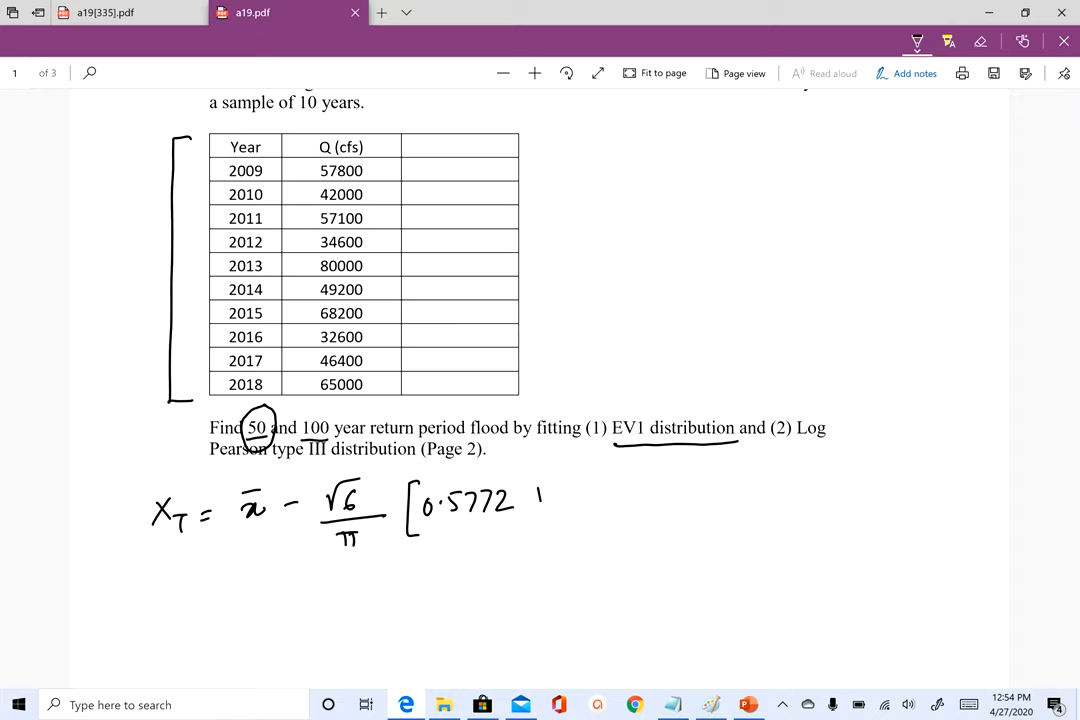 a19[335].pdf
a19.pdf
1 of 3
Fit to page
Page view
Read aloud
Add notes
a sample of 10 years.
Year Q (cfs)
2009 57800
2010 42000
2011 57100
2012 34600
2013 80000
2014 49200
2015 68200
2016 32600
2017 46400
2018 65000
Find 50 and 100 year return period flood by fitting (1) EV1 distribution and (2) Log
Pearson type III distribution (Page 2).
X_T = x̄ - √6/π [0.5772
Type here to search
12:54 PM
4/27/2020
4